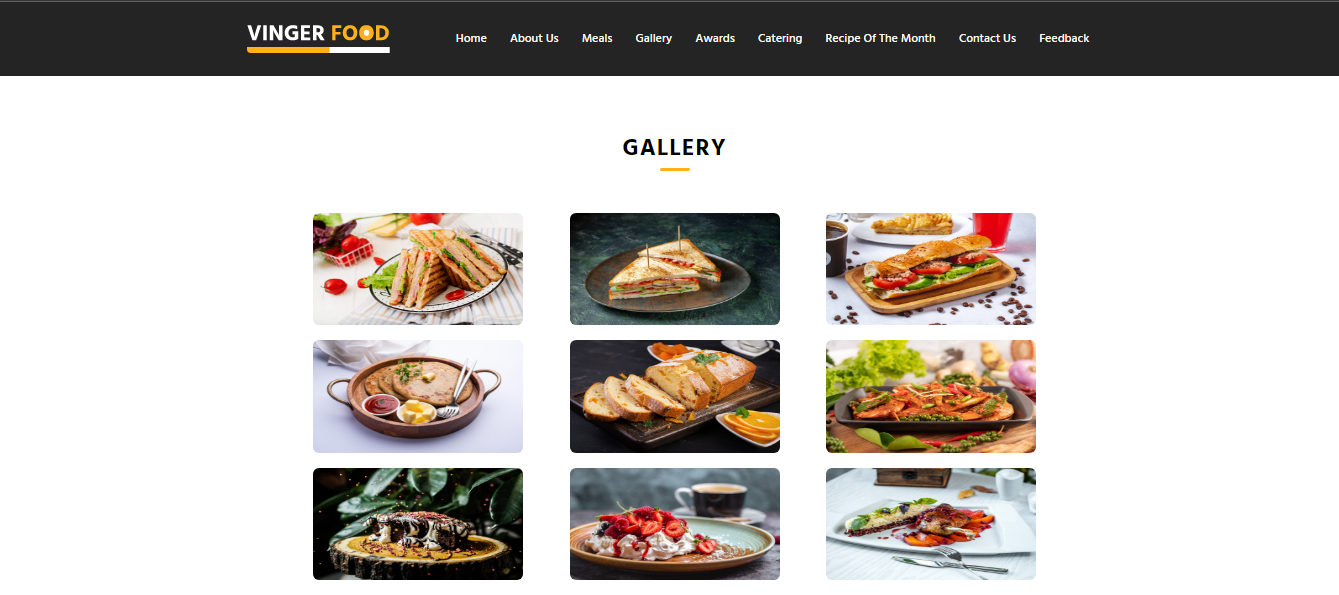 VINGER FOOD
Home About Us Meals Gallery Awards Catering Recipe Of The Month Contact Us Feedback
GALLERY